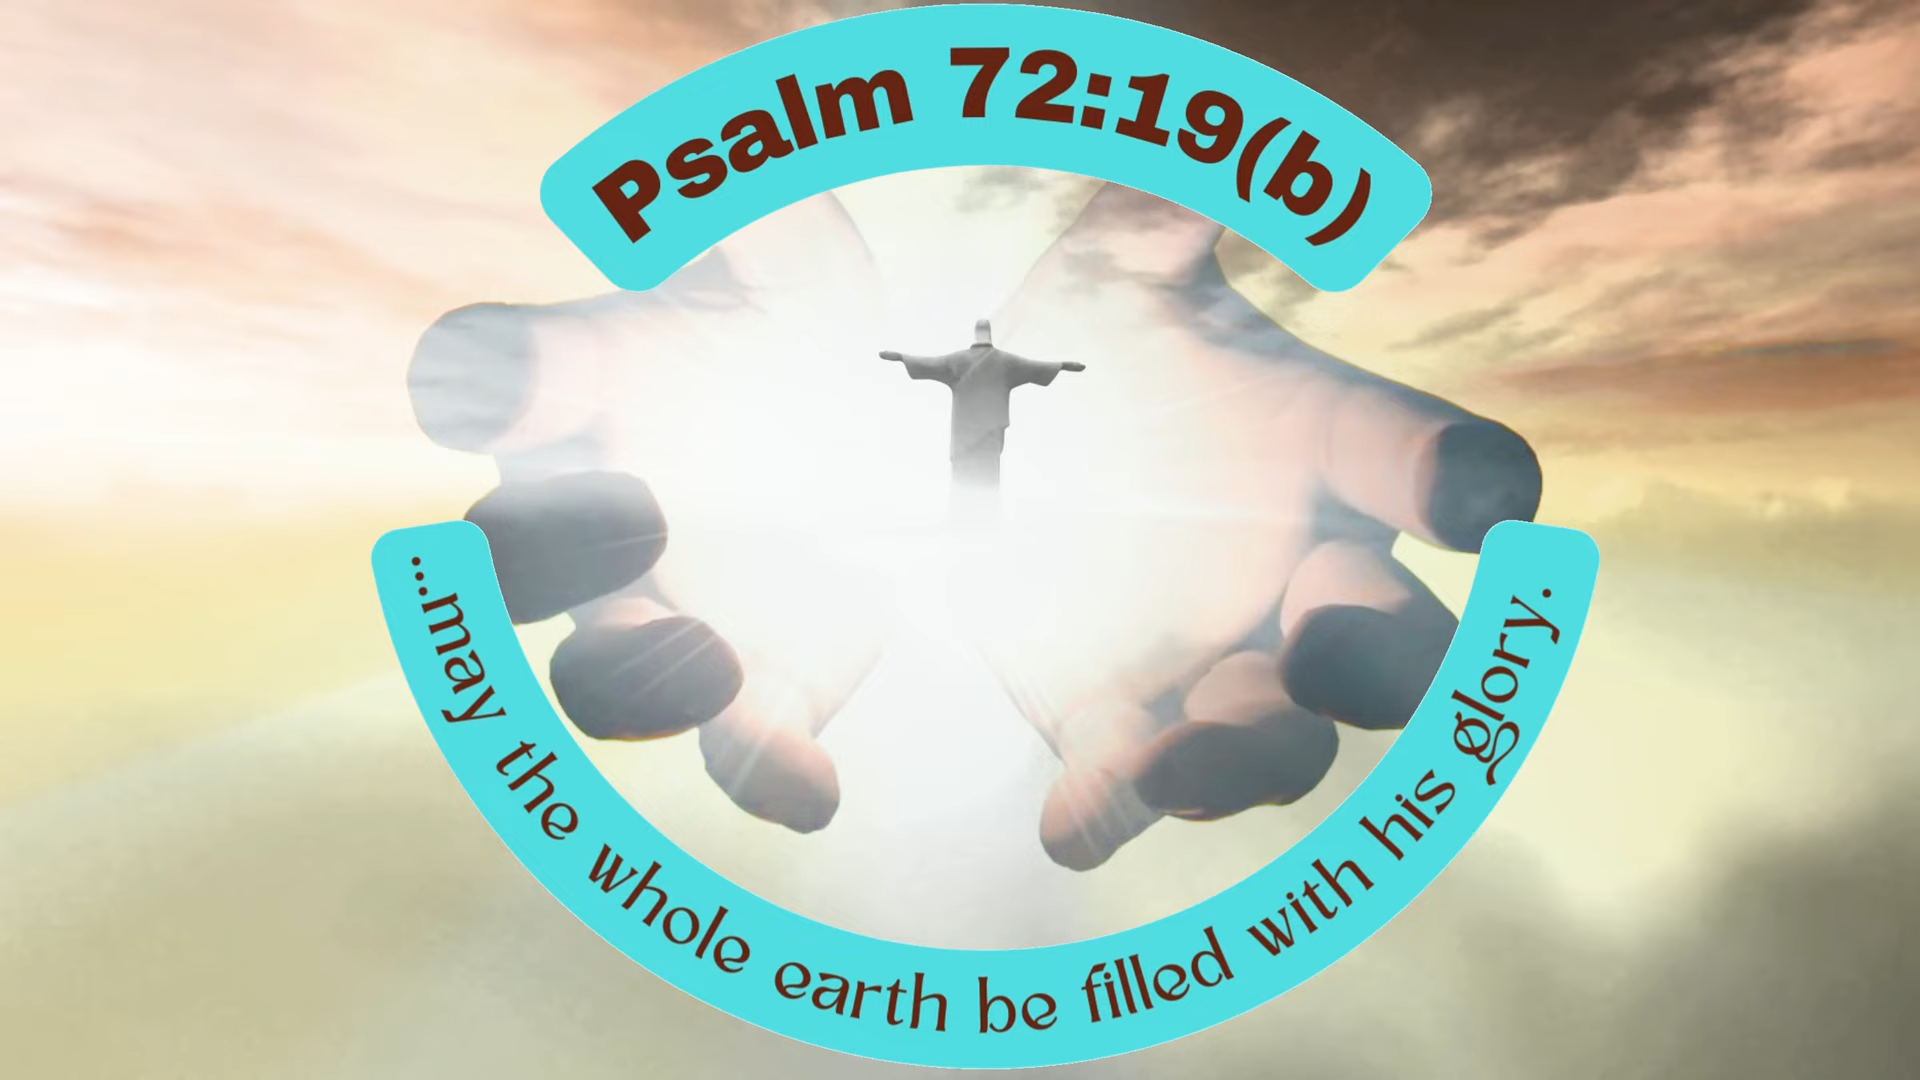 Psalm 72:19(b)
...may the whole earth be filled with his glory.